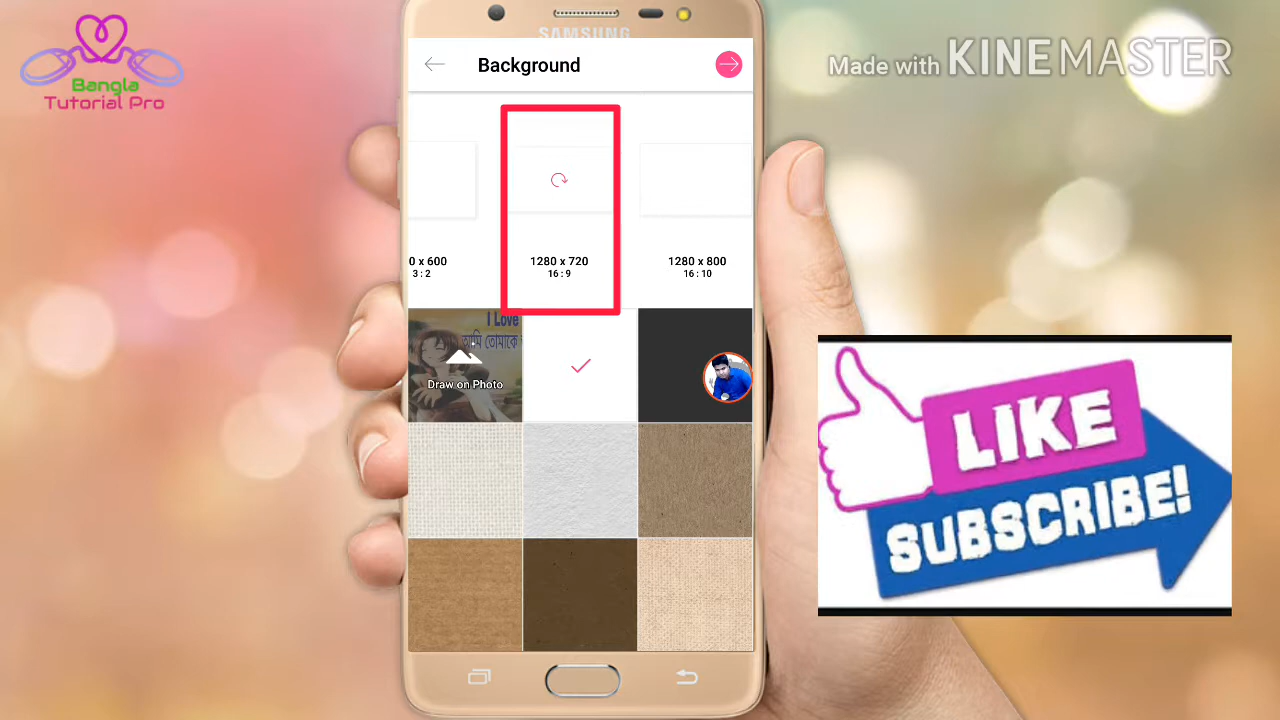 Bangla
Tutorial Pro
Made with KINEMASTER
SAMSUNG
Background
0 x 600
3 : 2
1280 x 720
16 : 9
1280 x 800
16 : 10
I Love
আমি তোমাকে
Draw on Photo
LIKE
SUBSCRIBE!